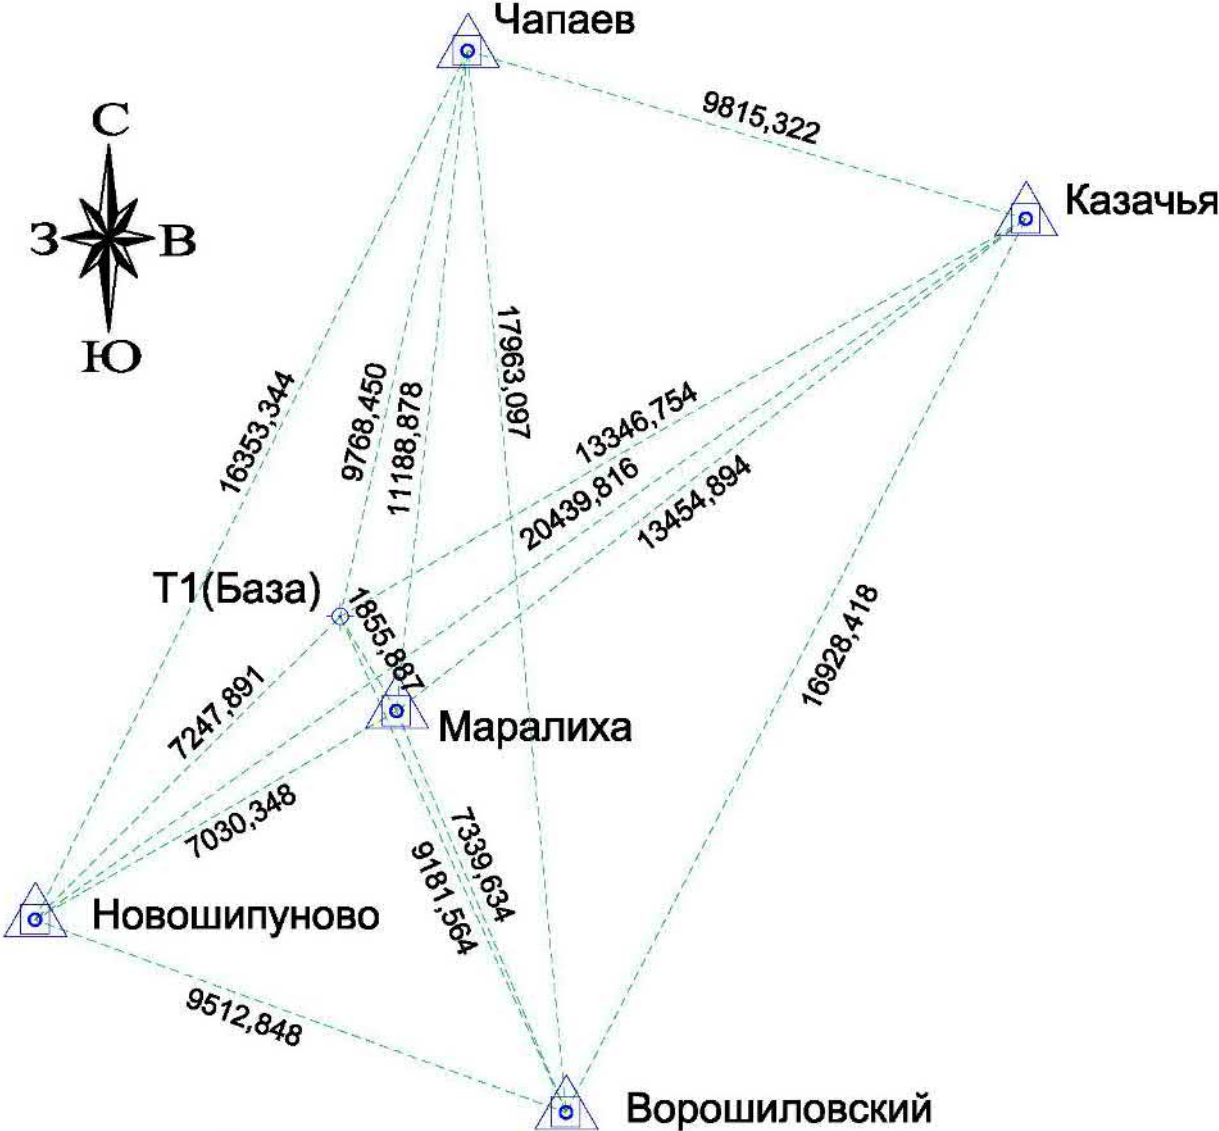 Чапаев
9815,322
С
Казачья
З
В
Ю
17963,097
16353,344
9768,450
11188,878
13346,754
20439,816
13454,894
Т1(База)
1855,887
16928,418
7247,891
Маралиха
7030,348
7339,634
9181,564
Новошипуново
9512,848
Ворошиловский